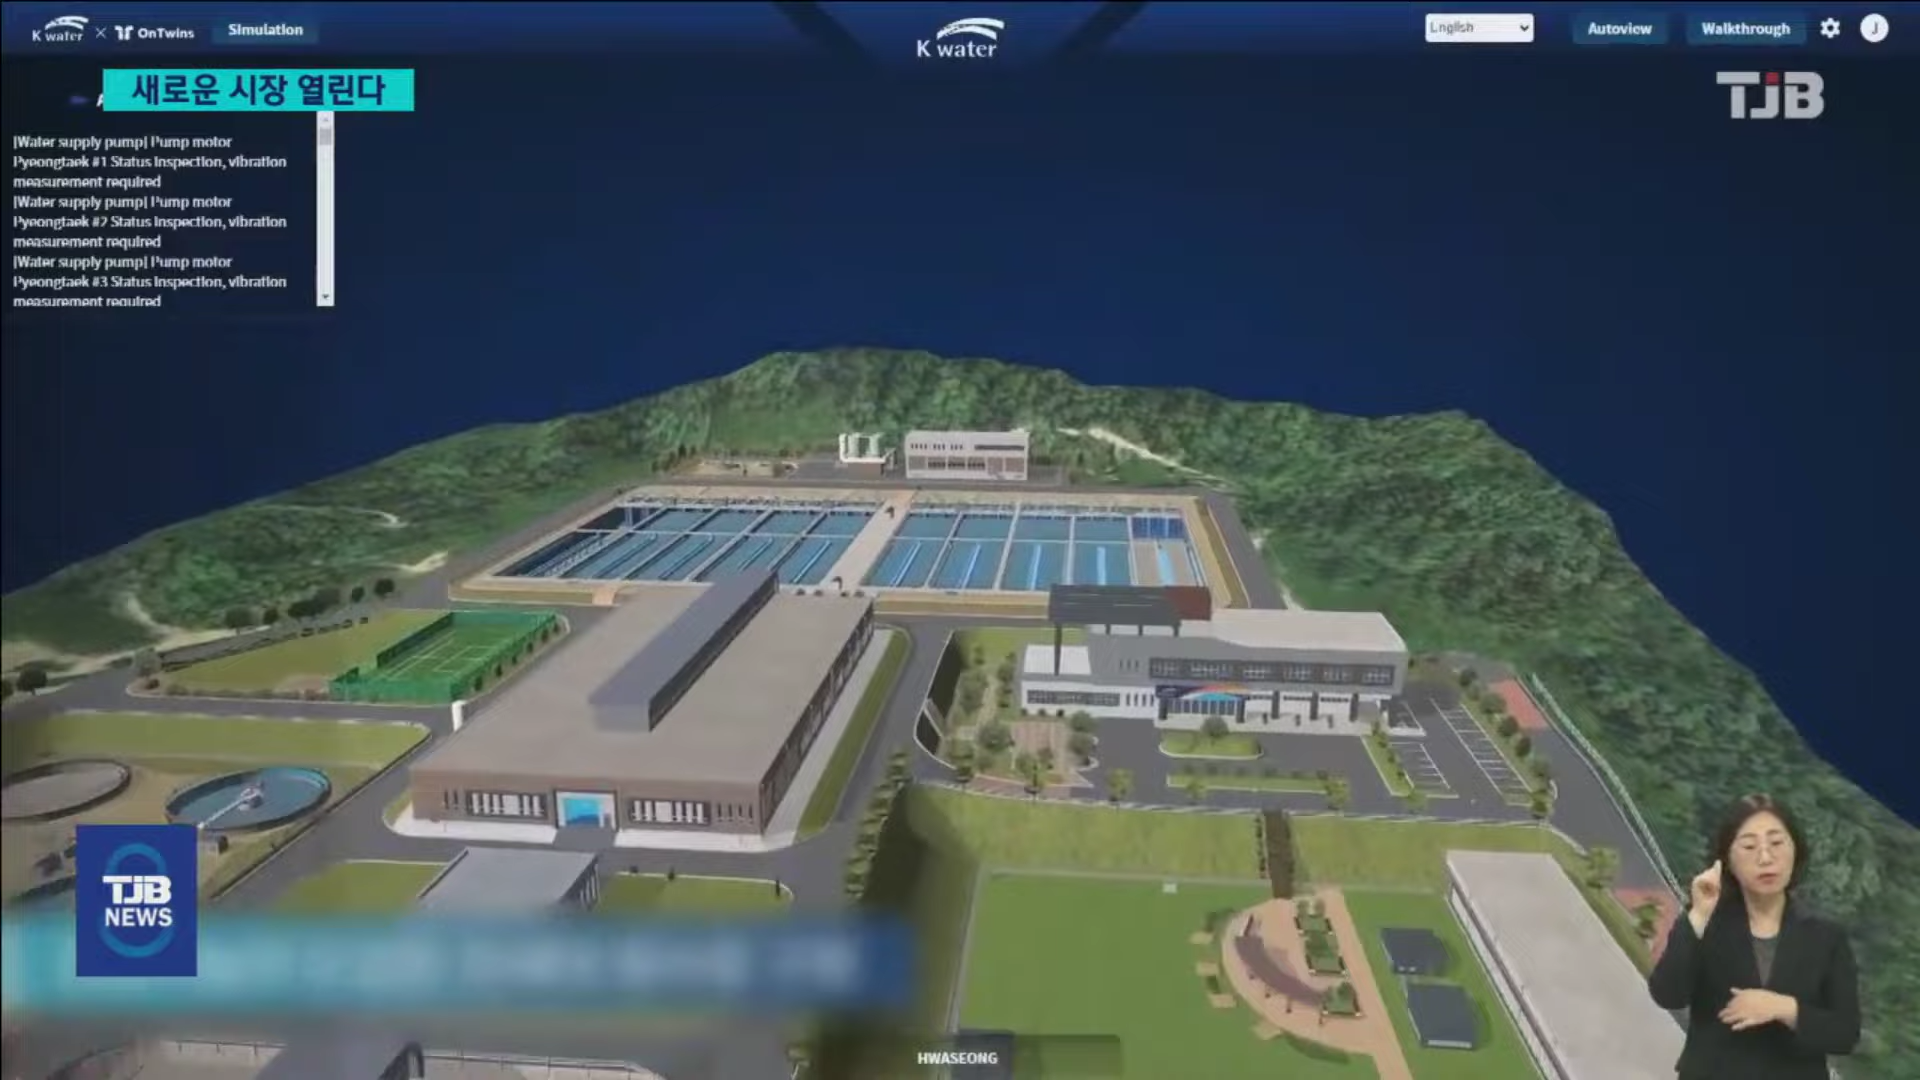 K water × OnTwins
Simulation
K water
English
Autoview
Walkthrough
J
새로운 시장 열린다
TJB
[Water supply pump] Pump motor
Pyeongtaek #1 Status Inspection, vibration
measurement required
[Water supply pump] Pump motor
Pyeongtaek #2 Status Inspection, vibration
measurement required
[Water supply pump] Pump motor
Pyeongtaek #3 Status Inspection, vibration
measurement required
TJB
NEWS
HWASEONG